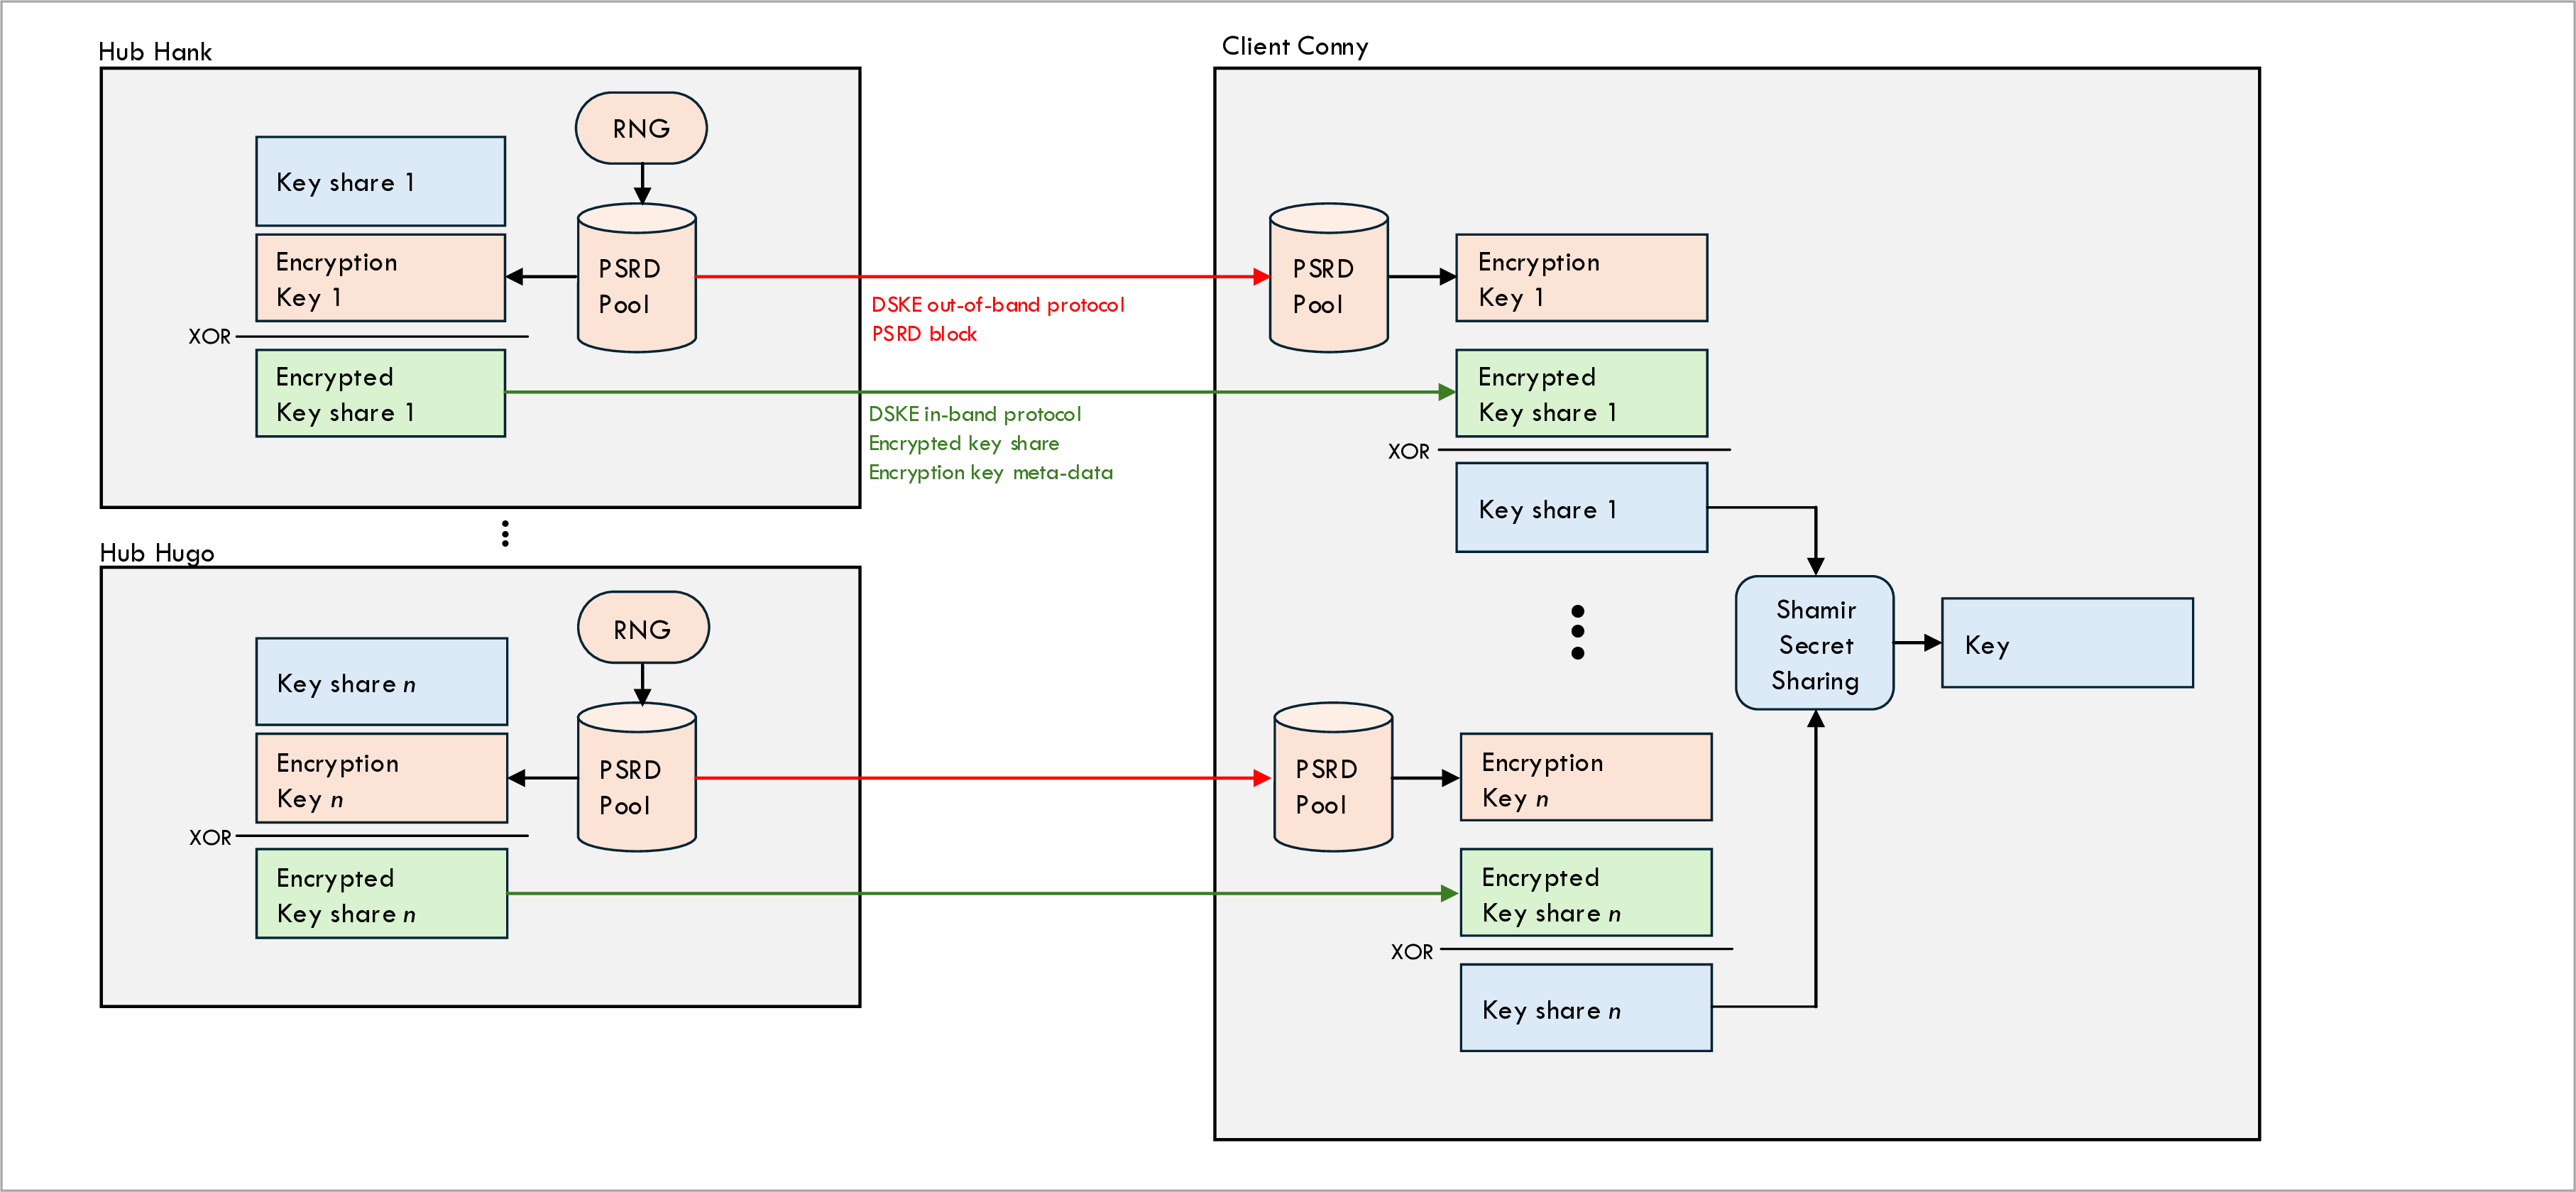 Hub Hank
RNG
Key share 1
Encryption
Key 1
PSRD
Pool
XOR
Encrypted
Key share 1
DSKE out-of-band protocol
PSRD block
DSKE in-band protocol
Encrypted key share
Encryption key meta-data
Hub Hugo
RNG
Key share n
Encryption
Key n
PSRD
Pool
XOR
Encrypted
Key share n
Client Conny
PSRD
Pool
Encryption
Key 1
Encrypted
Key share 1
XOR
Key share 1
Shamir
Secret
Sharing
Key
PSRD
Pool
Encryption
Key n
Encrypted
Key share n
XOR
Key share n